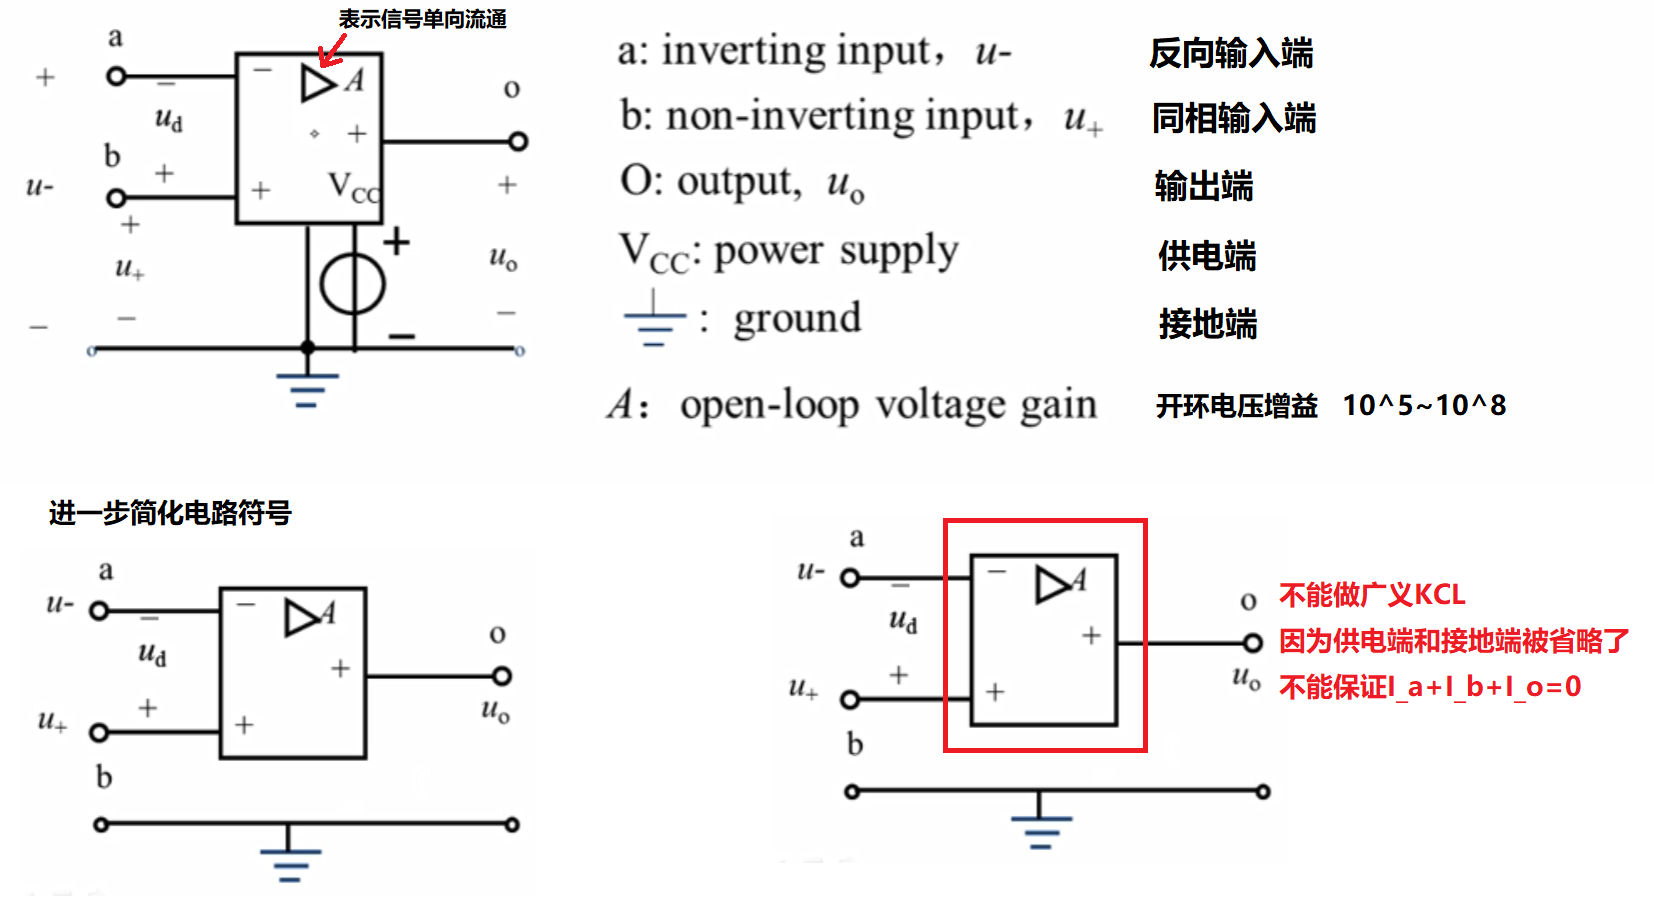 表示信号单向流通
a
+
−
− A
u_d
o
+
b
u-
+
+
V_CC
+
+
+
u_+
u_o
−
−
−
−
a: inverting input，u- 反向输入端
b: non-inverting input，u_+ 同相输入端
O: output, u_o 输出端
V_CC: power supply 供电端
: ground 接地端
A： open-loop voltage gain 开环电压增益 10^5~10^8
进一步简化电路符号
a
u-
−
− A
u_d
+
o
u_o
u_+
+
+
b
a
u-
−
− A
u_d
+
o
u_o
u_+
+
+
b
不能做广义KCL
因为供电端和接地端被省略了
不能保证I_a+I_b+I_o=0